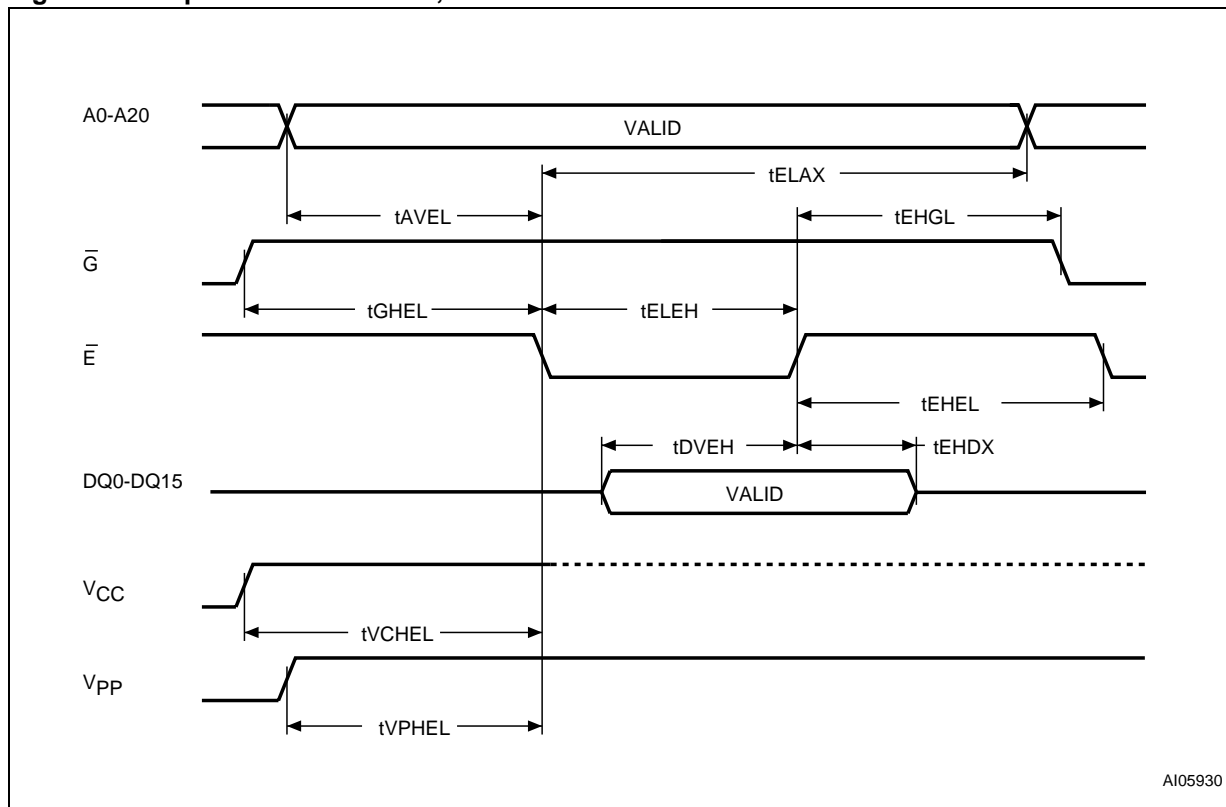 A0-A20
VALID
tELAX
tAVEL
tEHGL
G̅
tGHEL
tELEH
E̅
tEHEL
tDVEH
tEHDX
DQ0-DQ15
VALID
VCC
tVCHEL
VPP
tVPHEL
AI05930